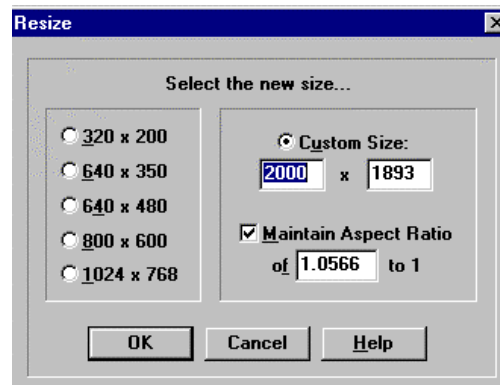 Resize
Select the new size...
320 x 200
640 x 350
640 x 480
800 x 600
1024 x 768
Custom Size:
2000 x 1893
Maintain Aspect Ratio
of 1.0566 to 1
OK Cancel Help